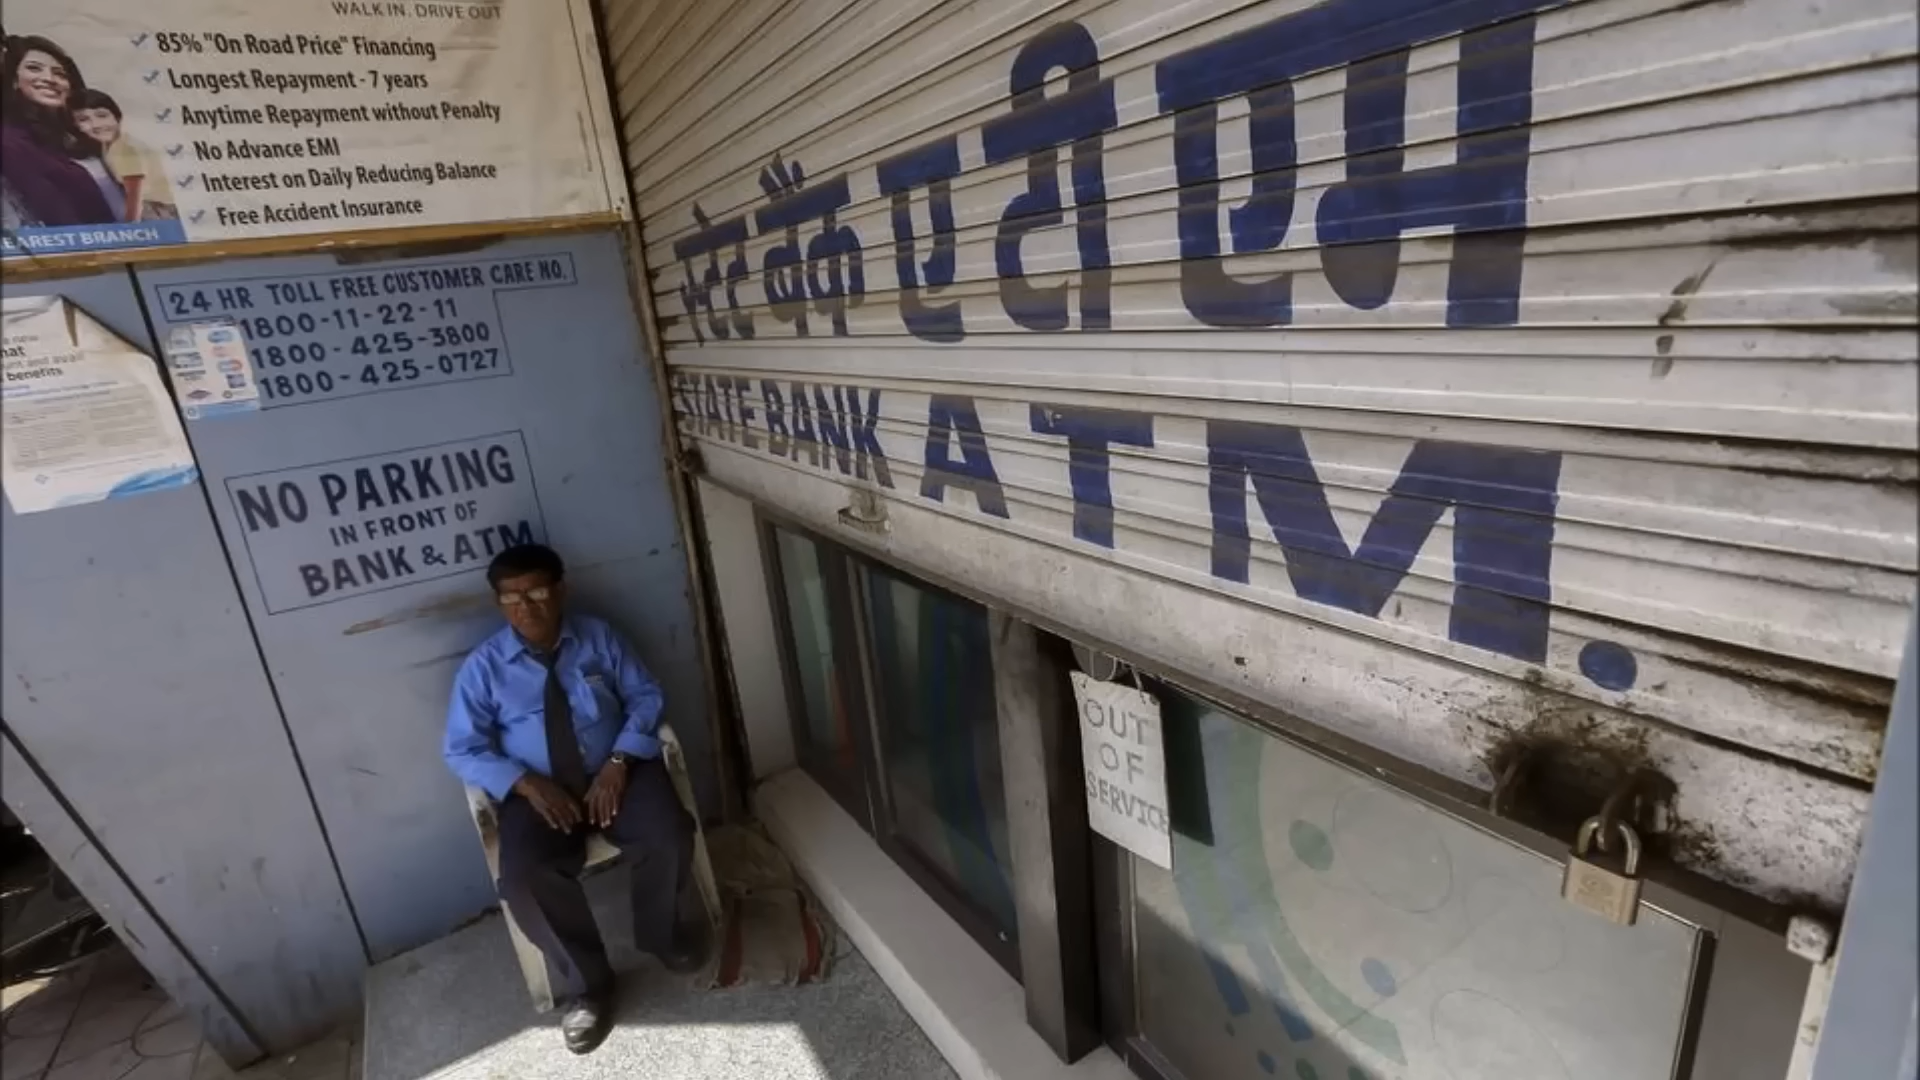 WALK IN. DRIVE OUT
85% "On Road Price" Financing
Longest Repayment - 7 years
Anytime Repayment without Penalty
No Advance EMI
Interest on Daily Reducing Balance
Free Accident Insurance
EAREST BRANCH
24 HR TOLL FREE CUSTOMER CARE NO.
1800-11-22-11
1800-425-3800
1800-425-0727
benefits
NO PARKING
IN FRONT OF
BANK & ATM
स्टेट बैंक ए टी एम
STATE BANK ATM.
OUT
OF
SERVICE